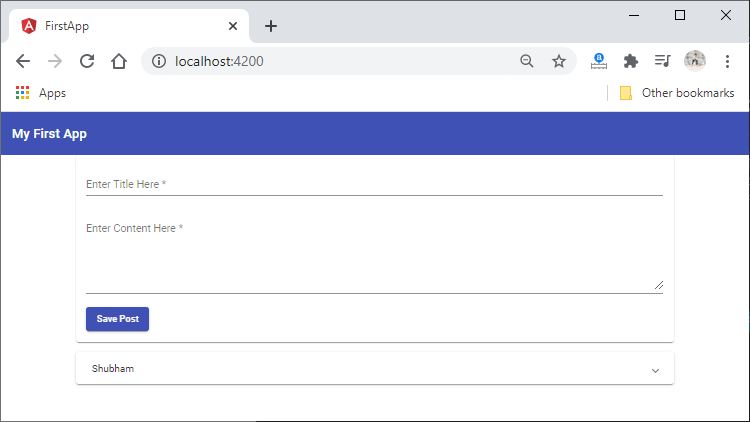 FirstApp
localhost:4200
Apps
Other bookmarks
My First App
Enter Title Here *
Enter Content Here *
Save Post
Shubham